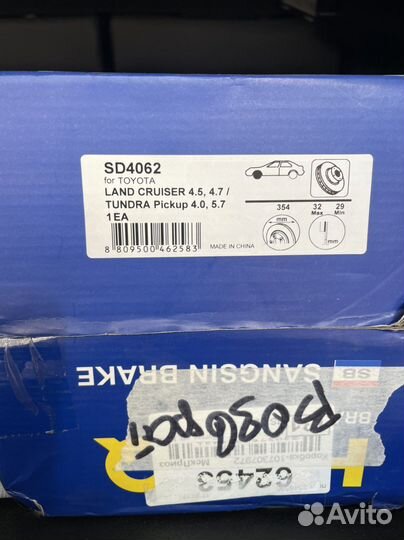 SD4062
for TOYOTA
LAND CRUISER 4.5, 4.7 /
TUNDRA Pickup 4.0, 5.7
1EA
8 809500 462583
MADE IN CHINA
354 32 Max 29 Min
mm mm
SB SANGSIN BRAKE
62453
Avito